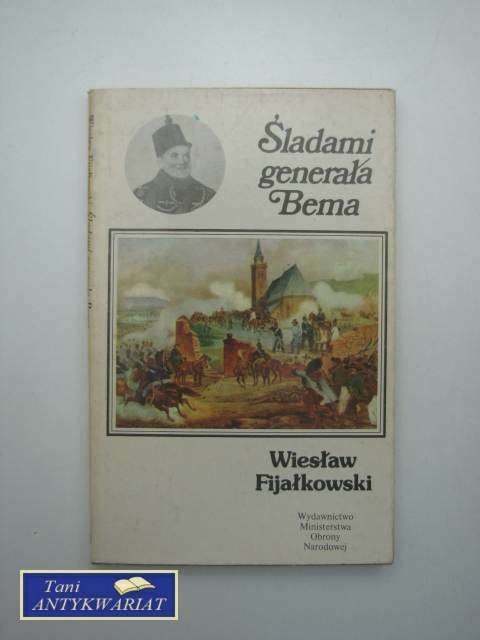 Śladami
generała
Bema
Wiesław
Fijałkowski
Wydawnictwo
Ministerstwa
Obrony
Narodowej
Tani
ANTYKWARIAT